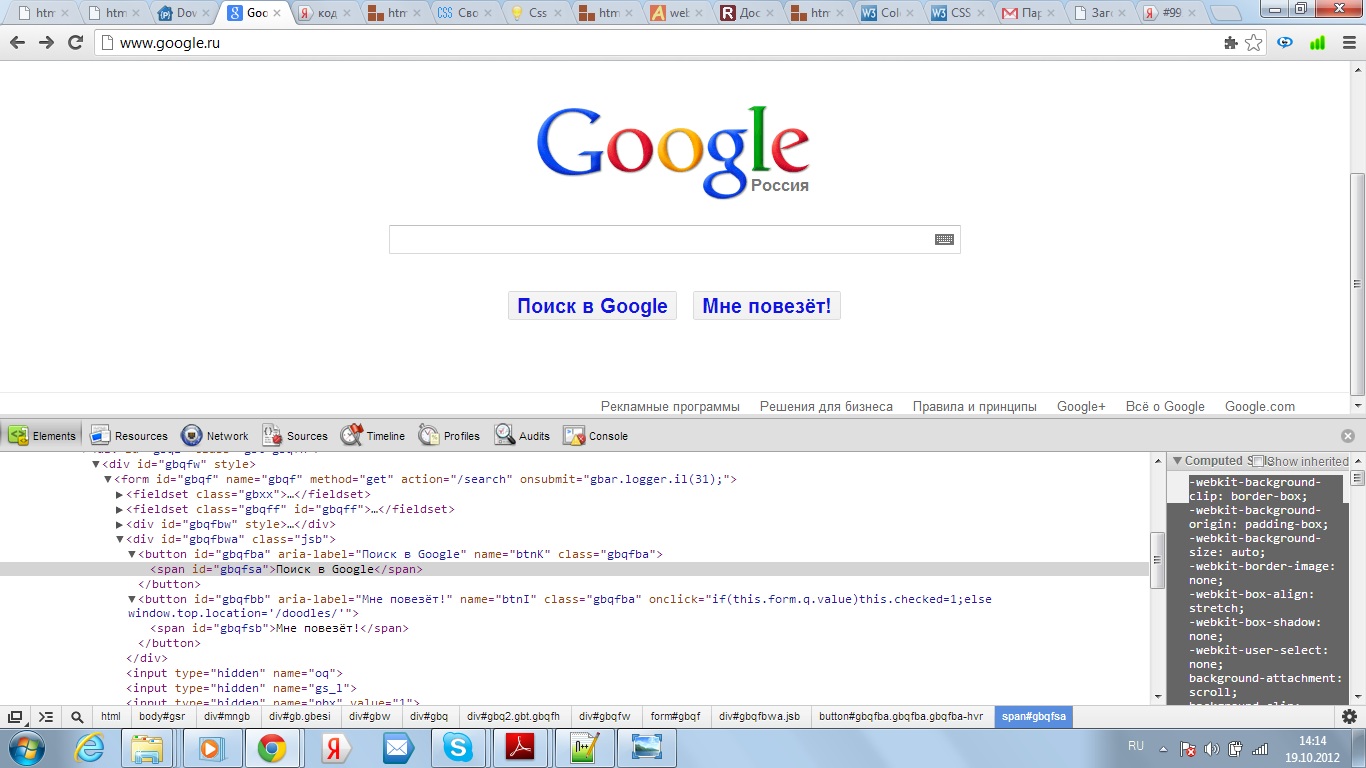 htm Dov Goo код htm CSS Сво Css htm web R Дос htm W3 Cold W3 CSS Пар Заго #99
www.google.ru
Google
Россия
Поиск в Google Мне повезёт!
Рекламные программы Решения для бизнеса Правила и принципы Google+ Всё о Google Google.com
Elements Resources Network Sources Timeline Profiles Audits Console
▼<div id="gbqfw" style>
▼<form id="gbqf" name="gbqf" method="get" action="/search" onsubmit="gbar.logger.il(31);">
▶<fieldset class="gbxx">…</fieldset>
▶<fieldset class="gbqff" id="gbqff">…</fieldset>
▶<div id="gbqfbw" style>…</div>
▼<div id="gbqfbwa" class="jsb">
▼<button id="gbqfba" aria-label="Поиск в Google" name="btnK" class="gbqfba">
<span id="gbqfsa">Поиск в Google</span>
</button>
▼<button id="gbqfbb" aria-label="Мне повезёт!" name="btnI" class="gbqfba" onclick="if(this.form.q.value)this.checked=1;else
window.top.location='/doodles/'">
<span id="gbqfsb">Мне повезёт!</span>
</button>
</div>
<input type="hidden" name="oq">
<input type="hidden" name="gs_l">
<input type="hidden" name="pbx" value="1">
▼ Computed Show inherited
-webkit-background-
clip: border-box;
-webkit-background-
origin: padding-box;
-webkit-background-
size: auto;
-webkit-border-image:
none;
-webkit-box-align:
stretch;
-webkit-box-shadow:
none;
-webkit-user-select:
none;
background-attachment:
scroll;
html body#gsr div#mngb div#gb.gbesi div#gbw div#gbq div#gbq2.gbt.gbqfh div#gbqfw form#gbqf div#gbqfbwa.jsb button#gbqfba.gbqfba.gbqfba-hvr span#gbqfsa
RU
14:14
19.10.2012